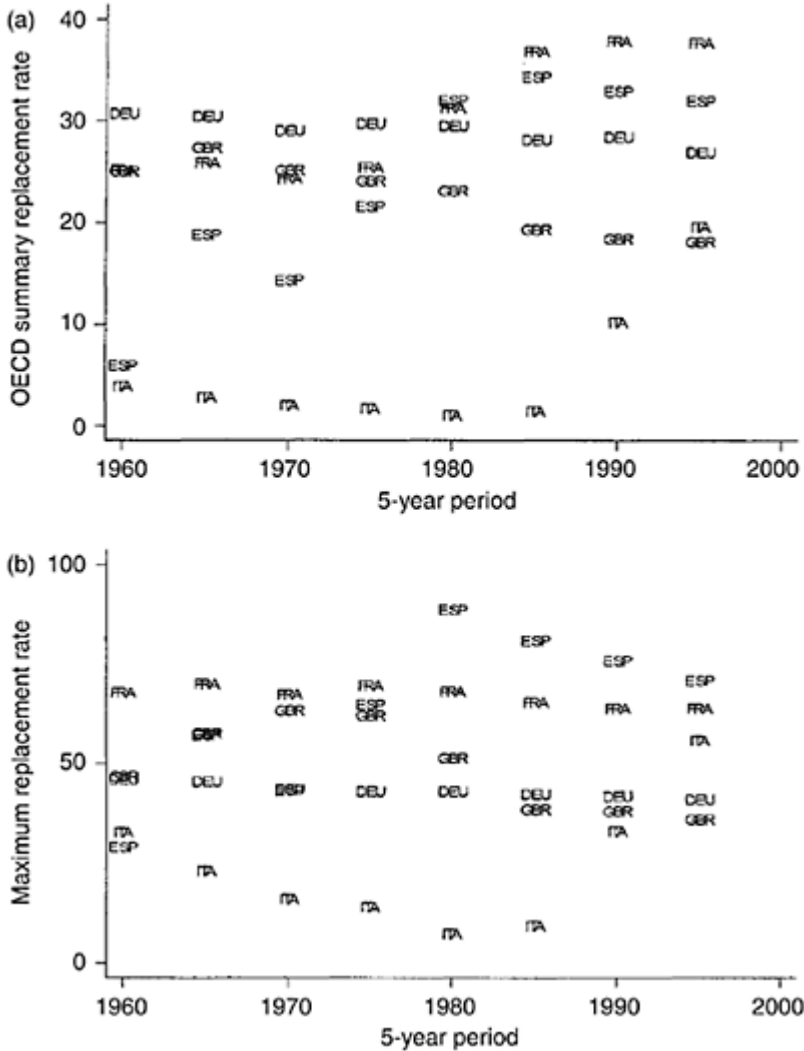 (a)
OECD summary replacement rate
40
30
20
10
0
FRA FRA FRA
ESP ESP ESP ESP
FRA
DEU DEU DEU DEU DEU DEU DEU DEU
GBR
FRA GBR FRA
GBR FRA GBR GBR
ESP ESP
GBR GBR ITA GBR
ESP
ITA
ESP
ITA ITA ITA ITA ITA ITA
1960 1970 1980 1990 2000
5-year period
(b)
Maximum replacement rate
100
50
0
ESP
ESP
ESP
ESP
FRA FRA FRA FRA FRA FRA FRA FRA
GBR ESP GBR
ITA
GBR
DEU DEU DEU DEU DEU DEU
GBR GBR GBR
ITA ITA
ESP
ITA ITA ITA ITA ITA
1960 1970 1980 1990 2000
5-year period